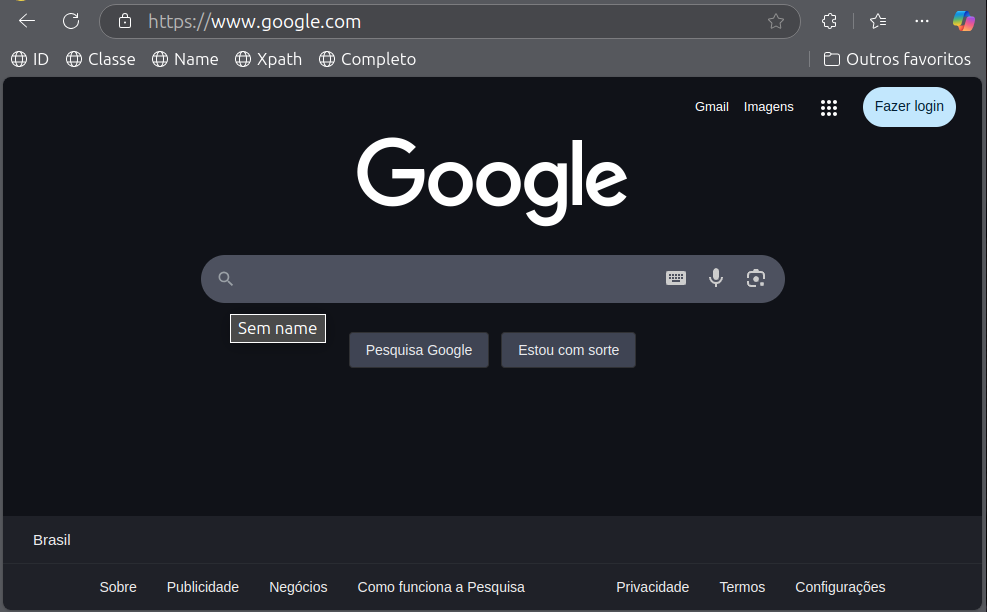 https://www.google.com
ID Classe Name Xpath Completo Outros favoritos
Gmail Imagens Fazer login
Google
Sem name
Pesquisa Google Estou com sorte
Brasil
Sobre Publicidade Negócios Como funciona a Pesquisa Privacidade Termos Configurações